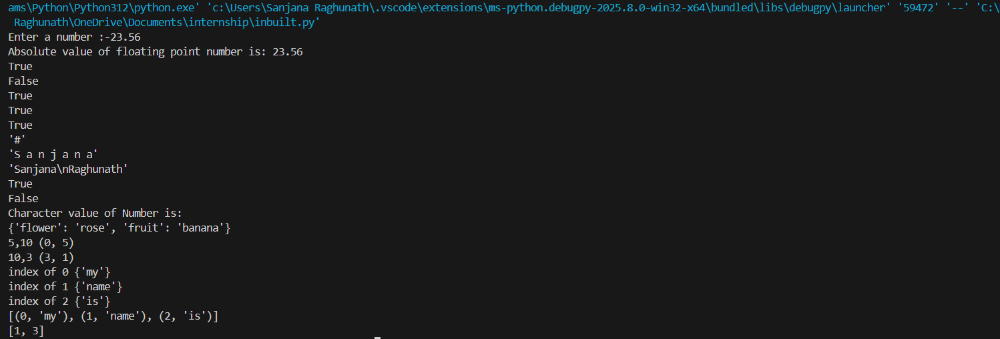 ams\Python\Python312\python.exe' 'c:\Users\Sanjana Raghunath\.vscode\extensions\ms-python.debugpy-2025.8.0-win32-x64\bundled\libs\debugpy\launcher' '59472' '--' 'C:\
Raghunath\OneDrive\Documents\internship\inbuilt.py'
Enter a number :-23.56
Absolute value of floating point number is: 23.56
True
False
True
True
True
'#'
'S a n j a n a'
'Sanjana\nRaghunath'
True
False
Character value of Number is:
{'flower': 'rose', 'fruit': 'banana'}
5,10 (0, 5)
10,3 (3, 1)
index of 0 {'my'}
index of 1 {'name'}
index of 2 {'is'}
[(0, 'my'), (1, 'name'), (2, 'is')]
[1, 3]